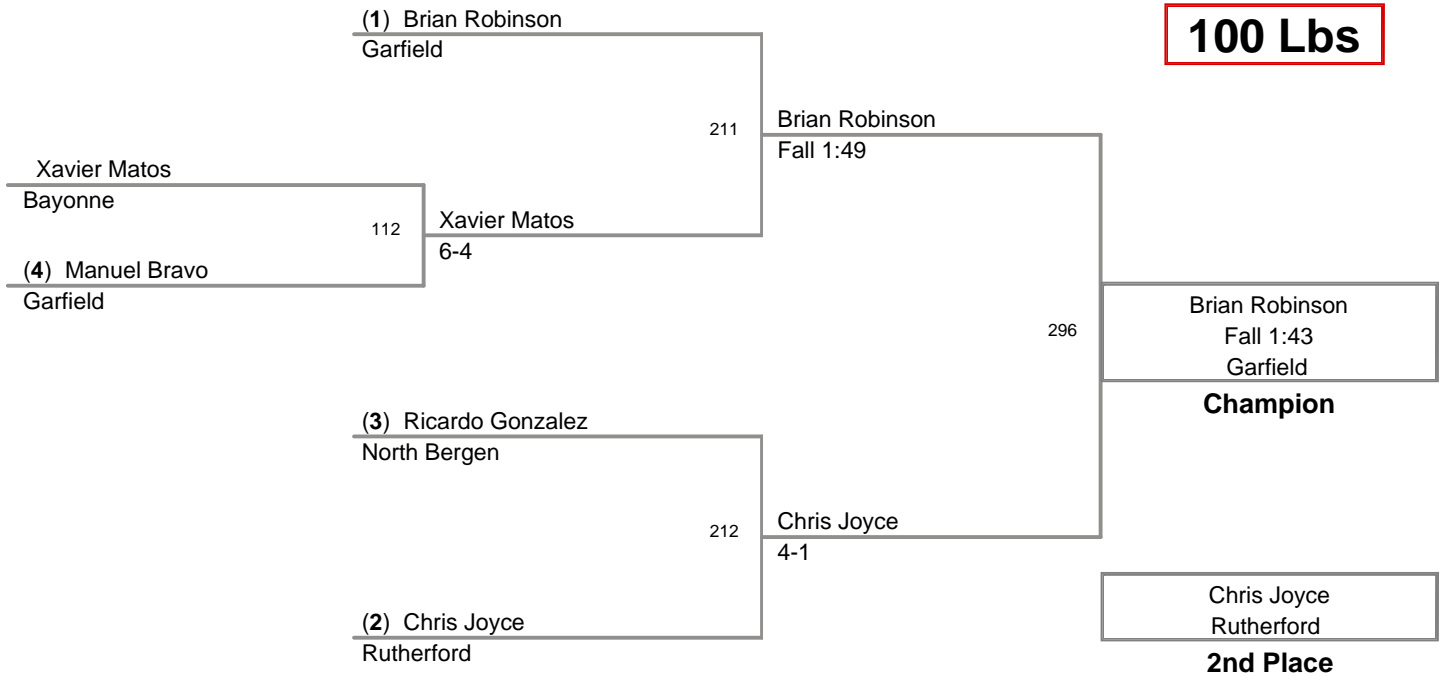 100 Lbs
(1) Brian Robinson
Garfield
211
Brian Robinson
Fall 1:49
Xavier Matos
Bayonne
112
Xavier Matos
6-4
(4) Manuel Bravo
Garfield
296
Brian Robinson
Fall 1:43
Garfield
Champion
(3) Ricardo Gonzalez
North Bergen
212
Chris Joyce
4-1
(2) Chris Joyce
Rutherford
Chris Joyce
Rutherford
2nd Place